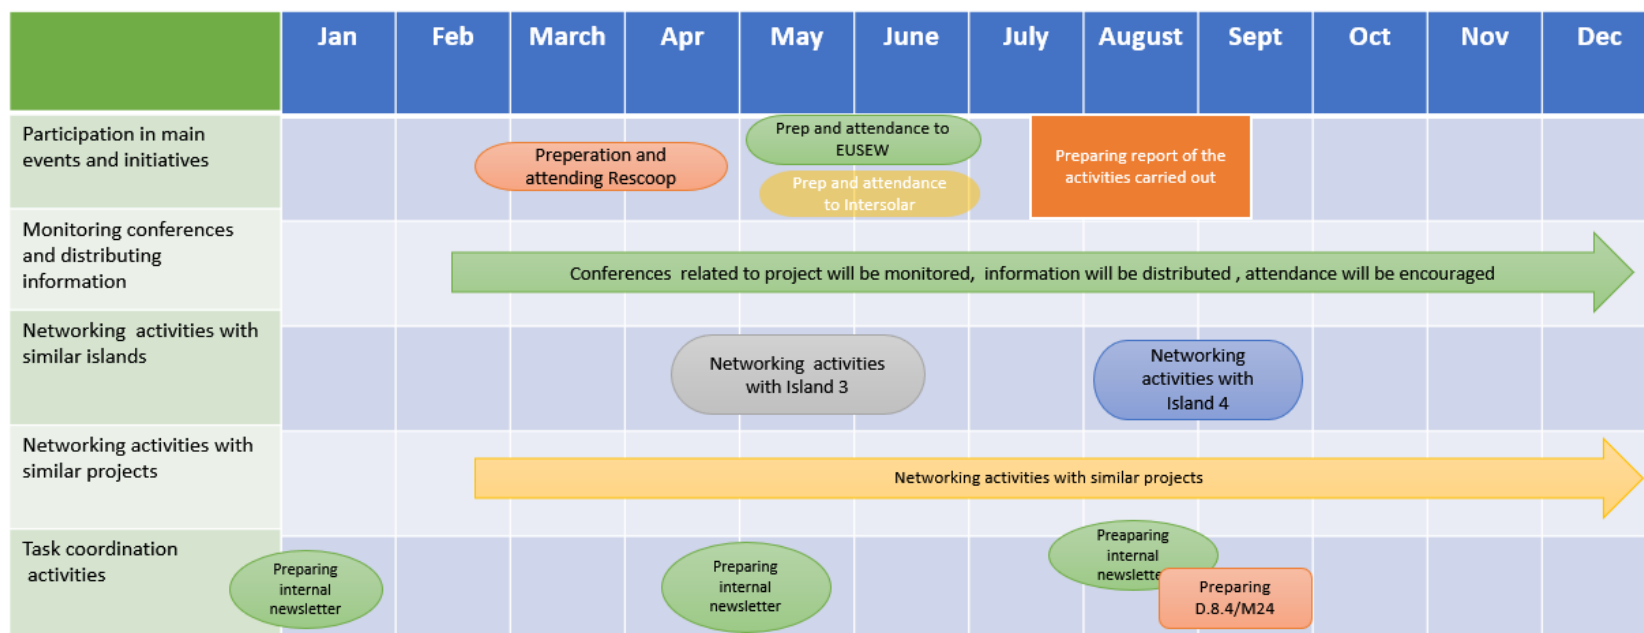 Jan Feb March Apr May June July August Sept Oct Nov Dec
Participation in main
events and initiatives
Preperation and
attending Rescoop
Prep and attendance to
EUSEW
Prep and attendance
to Intersolar
Preparing report of the
activities carried out
Monitoring conferences
and distributing
information
Conferences related to project will be monitored, information will be distributed , attendance will be encouraged
Networking activities with
similar islands
Networking activities
with Island 3
Networking
activities with
Island 4
Networking activities with
similar projects
Networking activities with similar projects
Task coordination
activities
Preparing
internal
newsletter
Preparing
internal
newsletter
Preaparing
internal
newslette
Preparing
D.8.4/M24